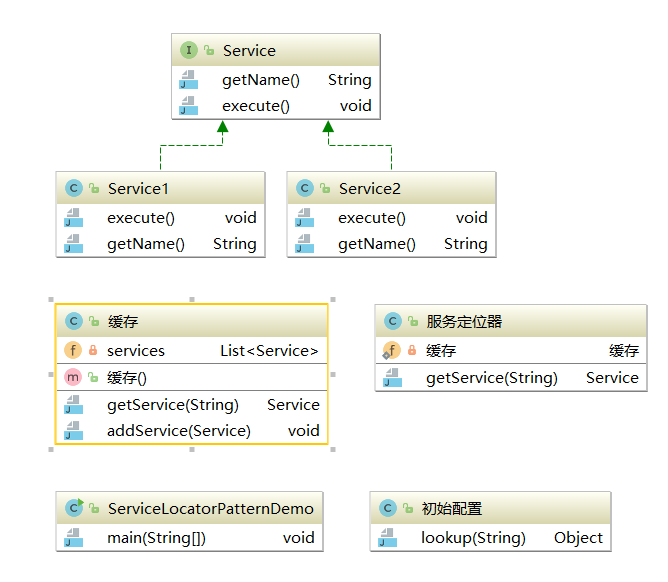 Service
getName() String
execute() void
Service1
execute() void
getName() String
Service2
execute() void
getName() String
缓存
services List<Service>
缓存()
getService(String) Service
addService(Service) void
服务定位器
缓存 缓存
getService(String) Service
ServiceLocatorPatternDemo
main(String[]) void
初始配置
lookup(String) Object